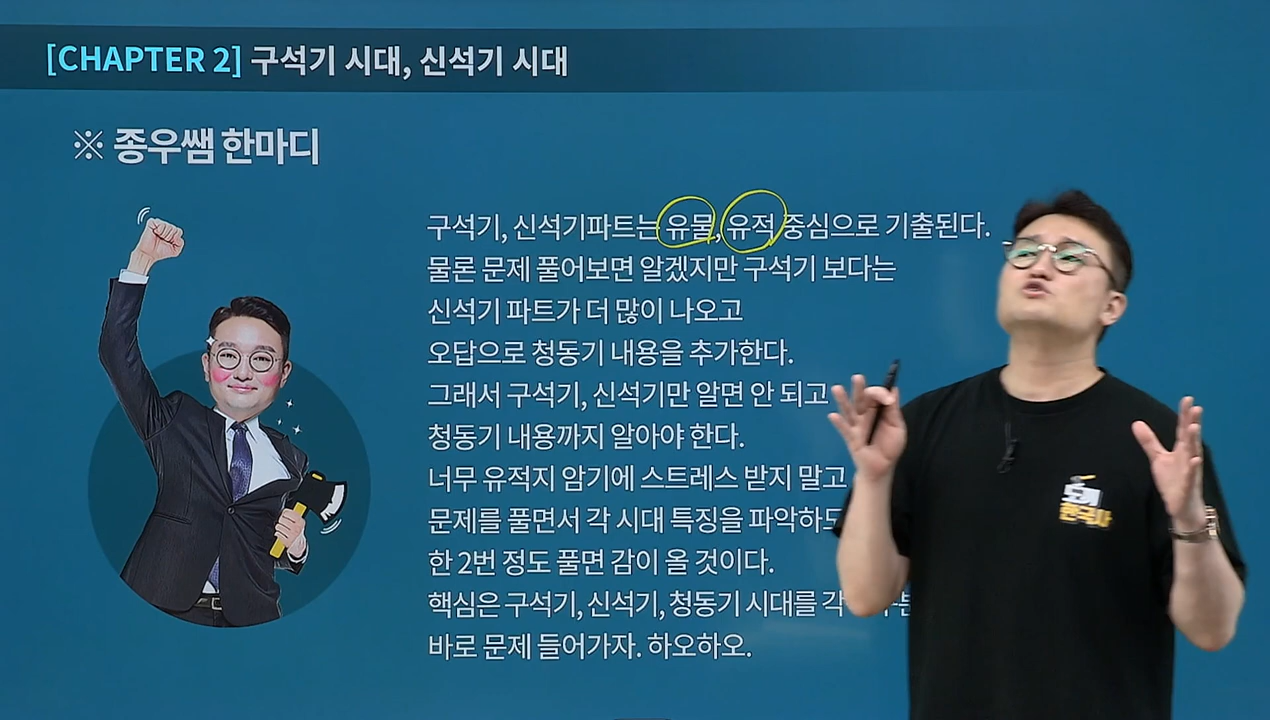 [CHAPTER 2] 구석기 시대, 신석기 시대
※ 종우쌤 한마디
구석기, 신석기파트는 유물, 유적 중심으로 기출된다.
물론 문제 풀어보면 알겠지만 구석기 보다는
신석기 파트가 더 많이 나오고
오답으로 청동기 내용을 추가한다.
그래서 구석기, 신석기만 알면 안 되고
청동기 내용까지 알아야 한다.
너무 유적지 암기에 스트레스 받지 말고
문제를 풀면서 각 시대 특징을 파악하도
한 2번 정도 풀면 감이 올 것이다.
핵심은 구석기, 신석기, 청동기 시대를 각
바로 문제 들어가자. 하오하오.
한국사